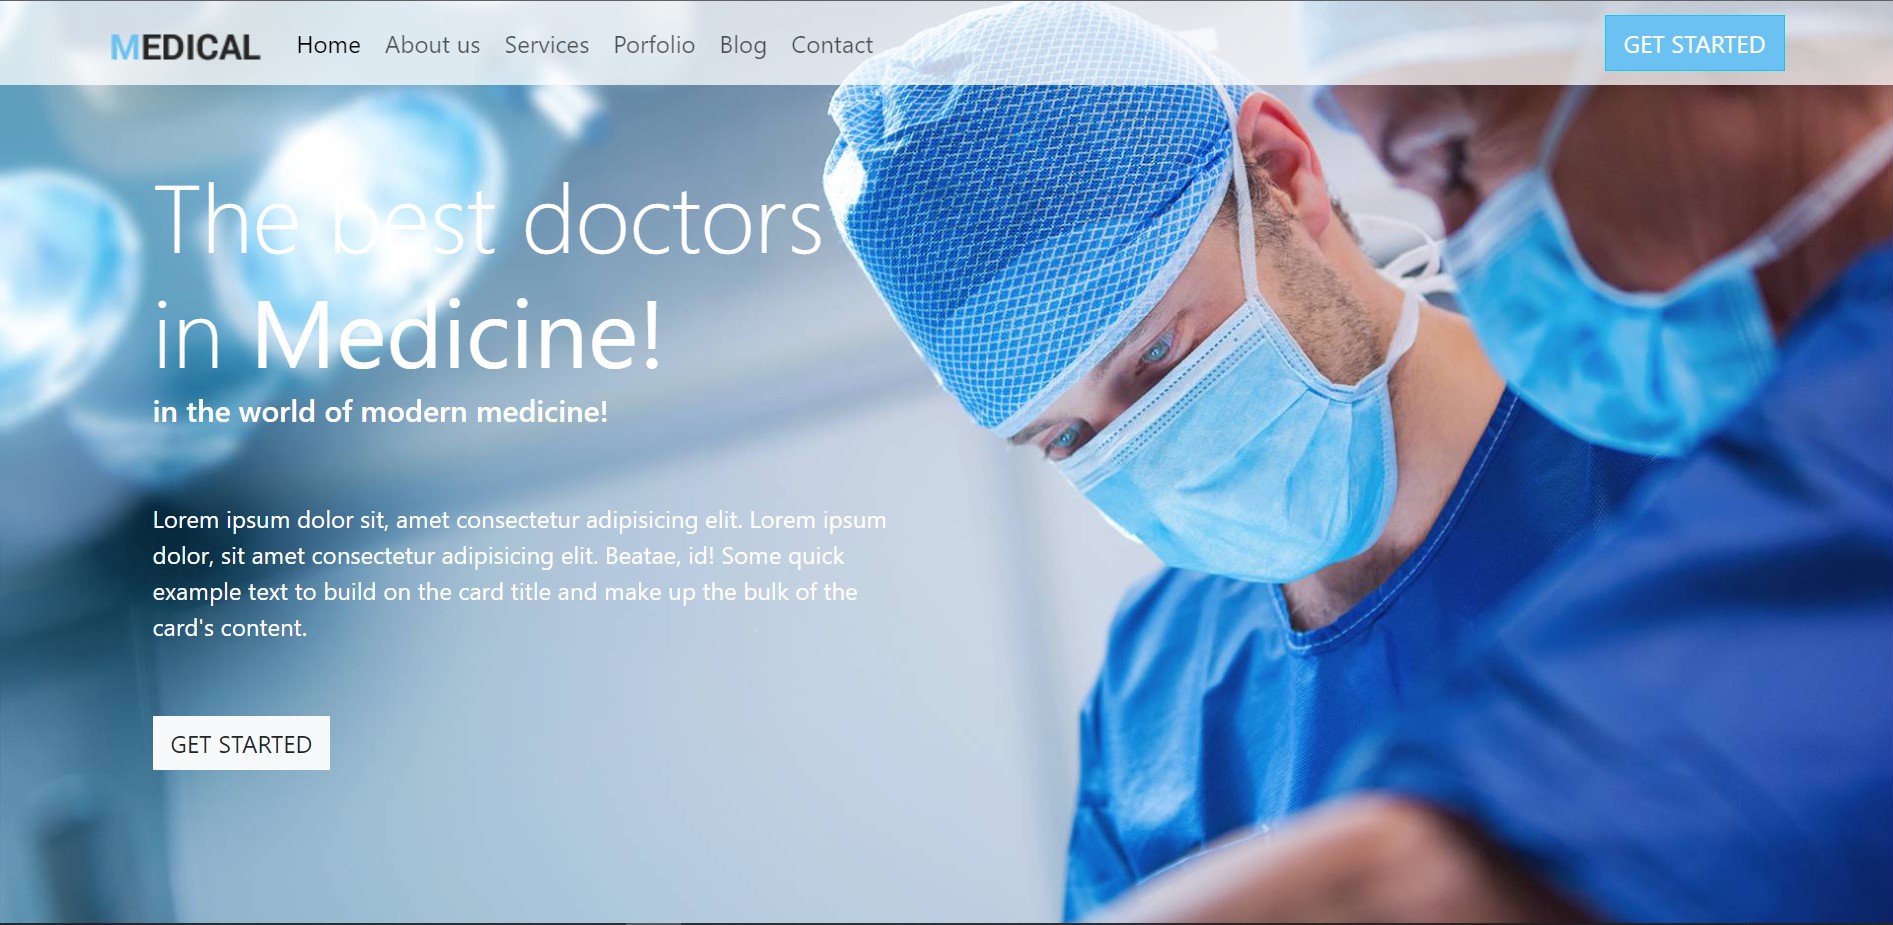 MEDICAL Home About us Services Porfolio Blog Contact GET STARTED
The best doctors
in Medicine!
in the world of modern medicine!
Lorem ipsum dolor sit, amet consectetur adipisicing elit. Lorem ipsum
dolor, sit amet consectetur adipisicing elit. Beatae, id! Some quick
example text to build on the card title and make up the bulk of the
card's content.
GET STARTED